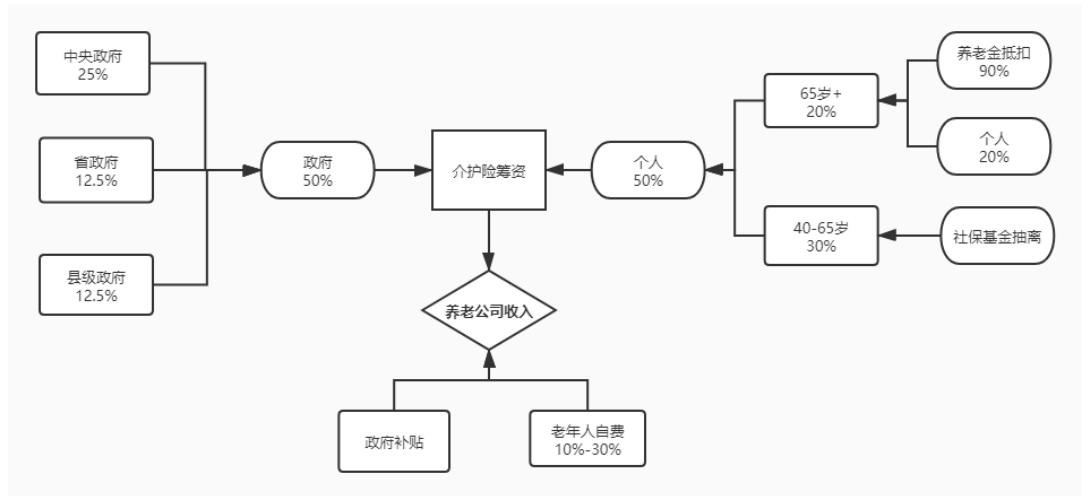 中央政府
25%
省政府
12.5%
县级政府
12.5%
政府
50%
介护险筹资
个人
50%
65岁+
20%
养老金抵扣
90%
个人
20%
40-65岁
30%
社保基金抽离
养老公司收入
政府补贴
老年人自费
10%-30%